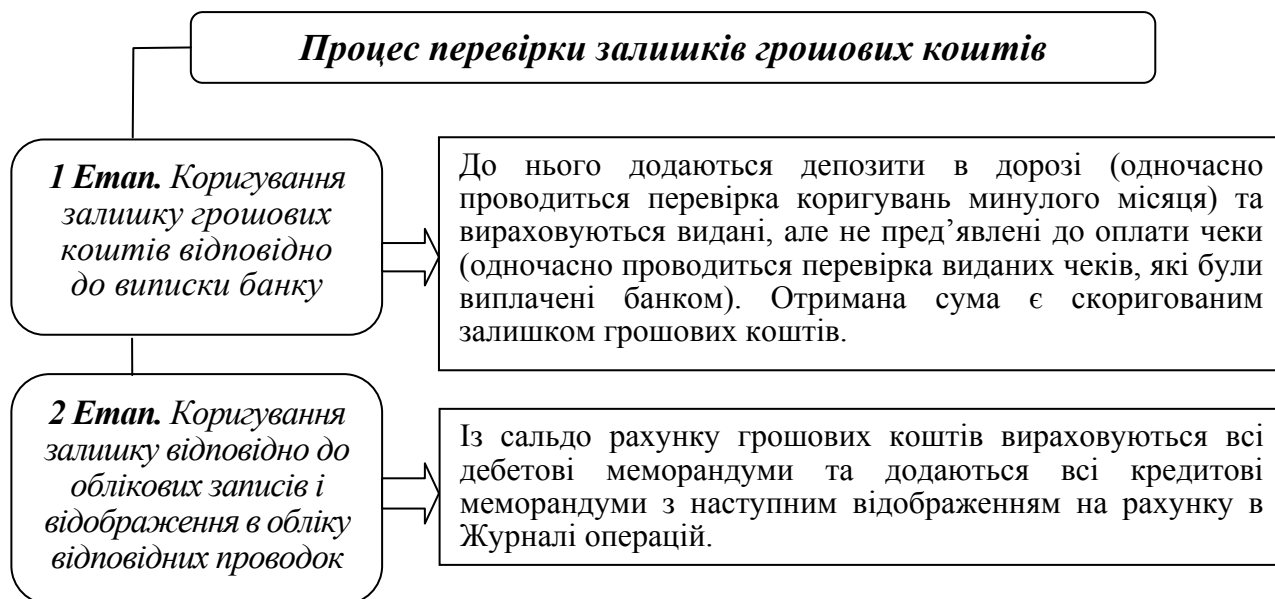 Процес перевірки залишків грошових коштів
1 Етап. Коригування
залишку грошових
коштів відповідно
до виписки банку
До нього додаються депозити в дорозі (одночасно
проводиться перевірка коригувань минулого місяця) та
вираховуються видані, але не пред’явлені до оплати чеки
(одночасно проводиться перевірка виданих чеків, які були
виплачені банком). Отримана сума є скоригованим
залишком грошових коштів.
2 Етап. Коригування
залишку відповідно до
облікових записів і
відображення в обліку
відповідних проводок
Із сальдо рахунку грошових коштів вираховуються всі
дебетові меморандуми та додаються всі кредитові
меморандуми з наступним відображенням на рахунку в
Журналі операцій.